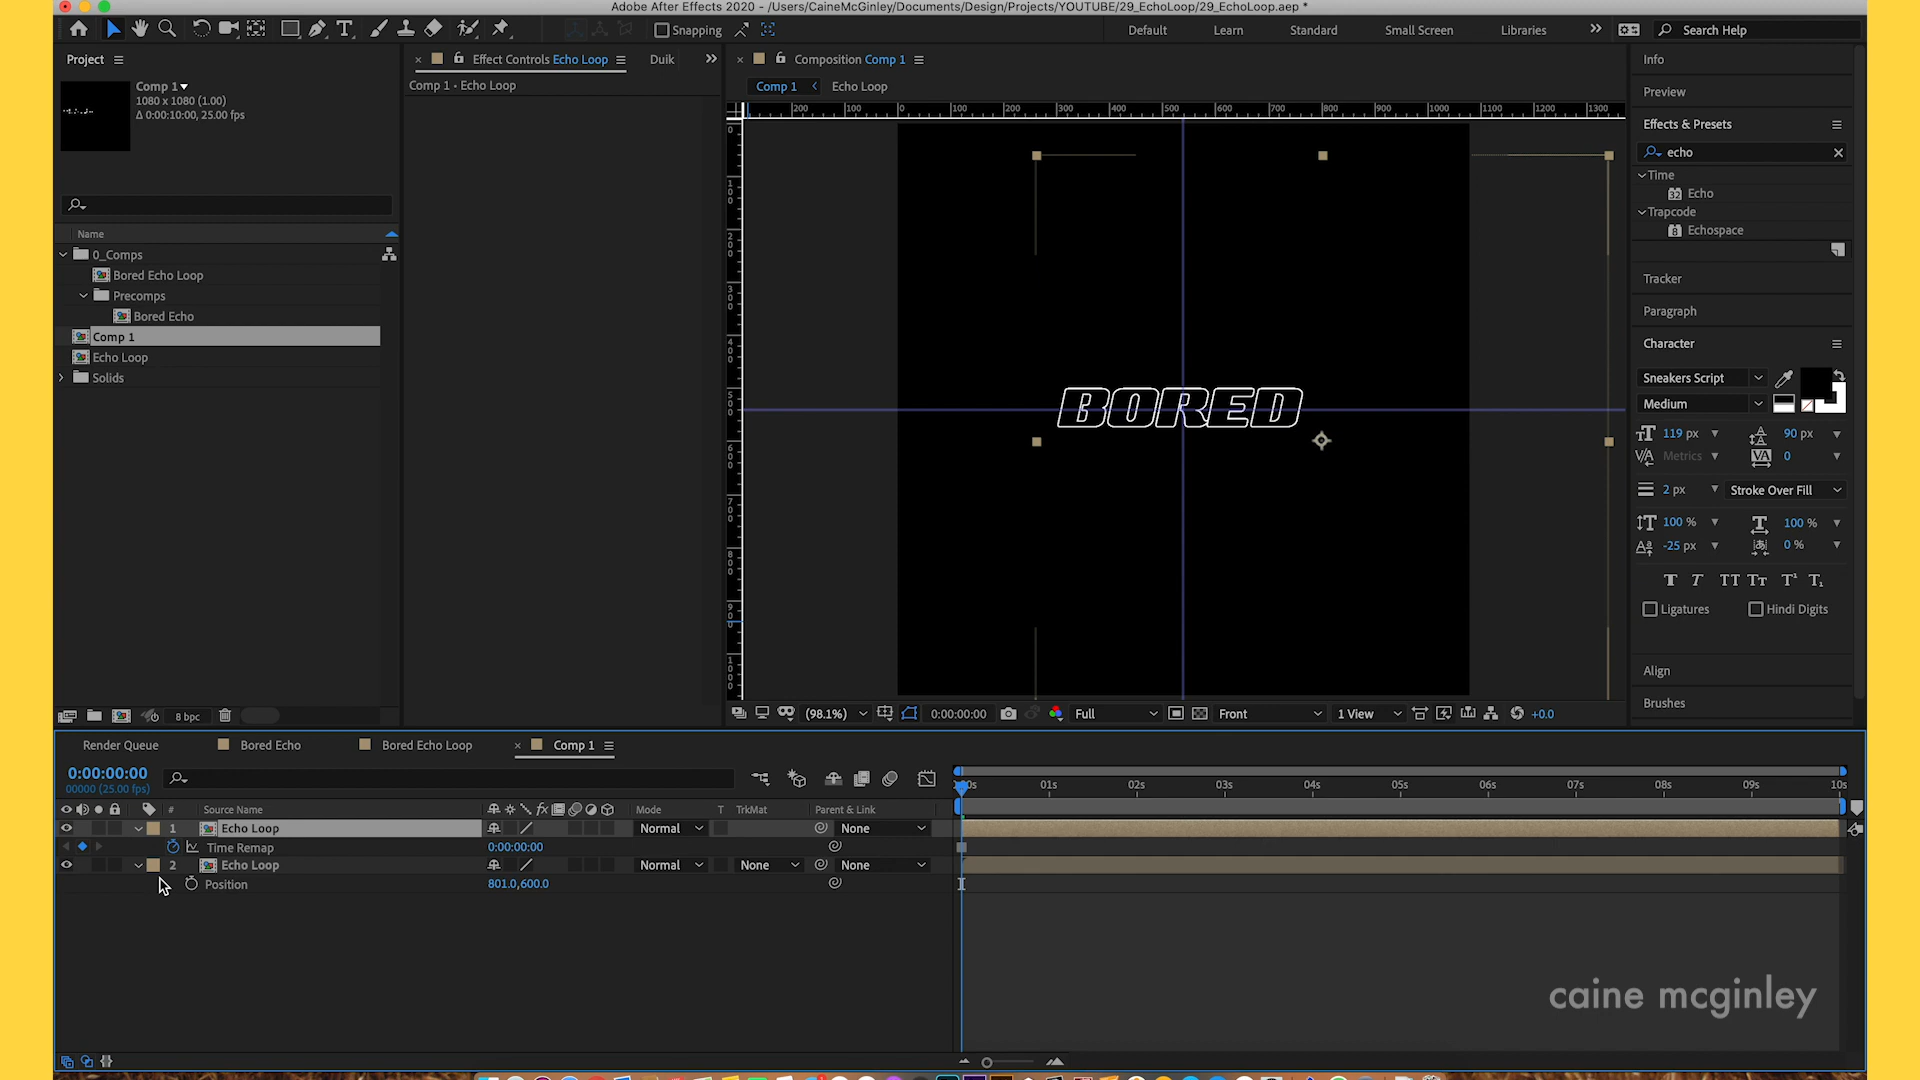 Adobe After Effects 2020 - /Users/CaineMcGinley/Documents/Design/Projects/YOUTUBE/29_EchoLoop/29_EchoLoop.aep *
Snapping
Default
Learn
Standard
Small Screen
Libraries
Search Help
Project
Effect Controls Echo Loop
Duik
Composition Comp 1
Info
Comp 1
1080 x 1080 (1.00)
Δ 0:00:10:00, 25.00 fps
Comp 1 • Echo Loop
Comp 1
Echo Loop
Preview
Effects & Presets
echo
Time
Echo
Trapcode
Echospace
Name
0_Comps
Bored Echo Loop
Precomps
Bored Echo
Comp 1
Echo Loop
Solids
Tracker
Paragraph
Character
Sneakers Script
Medium
119 px
90 px
Metrics
0
2 px
Stroke Over Fill
100 %
100 %
-25 px
0 %
Ligatures
Hindi Digits
Align
Brushes
BORED
8 bpc
(98.1%)
0:00:00:00
Full
Front
1 View
+0.0
Render Queue
Bored Echo
Bored Echo Loop
Comp 1
0:00:00:00
00000 (25.00 fps)
01s 02s 03s 04s 05s 06s 07s 08s 09s 10s
# Source Name Mode T TrkMat Parent & Link
1 Echo Loop Normal None
Time Remap 0:00:00:00
2 Echo Loop Normal None None
Position 801.0,600.0
caine mcginley